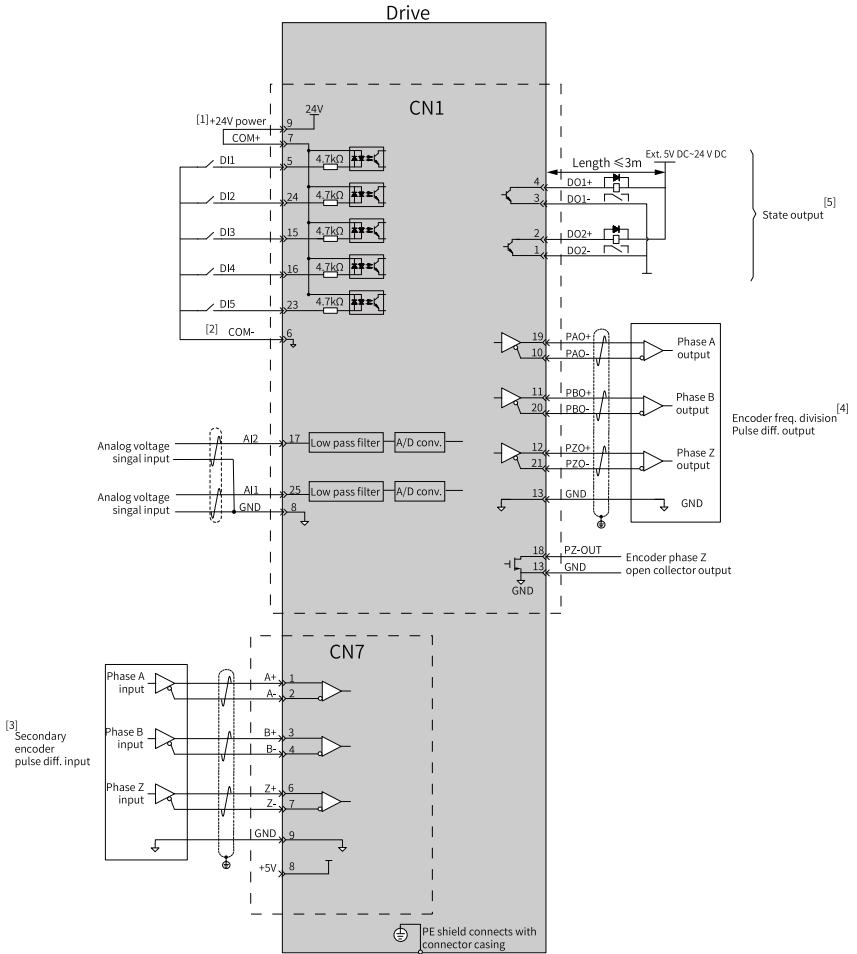 Drive
CN1
24V
[1] +24V power
9
COM+
7
DI1
5
4.7kΩ
DI2
24
4.7kΩ
DI3
15
4.7kΩ
DI4
16
4.7kΩ
DI5
23
4.7kΩ
[2] COM-
6
Analog voltage
singal input
AI2
17
Low pass filter
A/D conv.
Analog voltage
singal input
AI1
25
Low pass filter
A/D conv.
GND
8
Length ≤3m
Ext. 5V DC~24 V DC
4
DO1+
3
DO1-
2
DO2+
1
DO2-
State output [5]
19
PAO+
10
PAO-
Phase A
output
11
PBO+
20
PBO-
Phase B
output
12
PZO+
21
PZO-
Phase Z
output
13
GND
GND
Encoder freq. division [4]
Pulse diff. output
18
PZ-OUT
13
GND
GND
Encoder phase Z
open collector output
CN7
Phase A
input
A+
1
A-
2
Phase B
input
B+
3
B-
4
Phase Z
input
Z+
6
Z-
7
GND
9
+5V
8
[3]
Secondary
encoder
pulse diff. input
PE shield connects with
connector casing